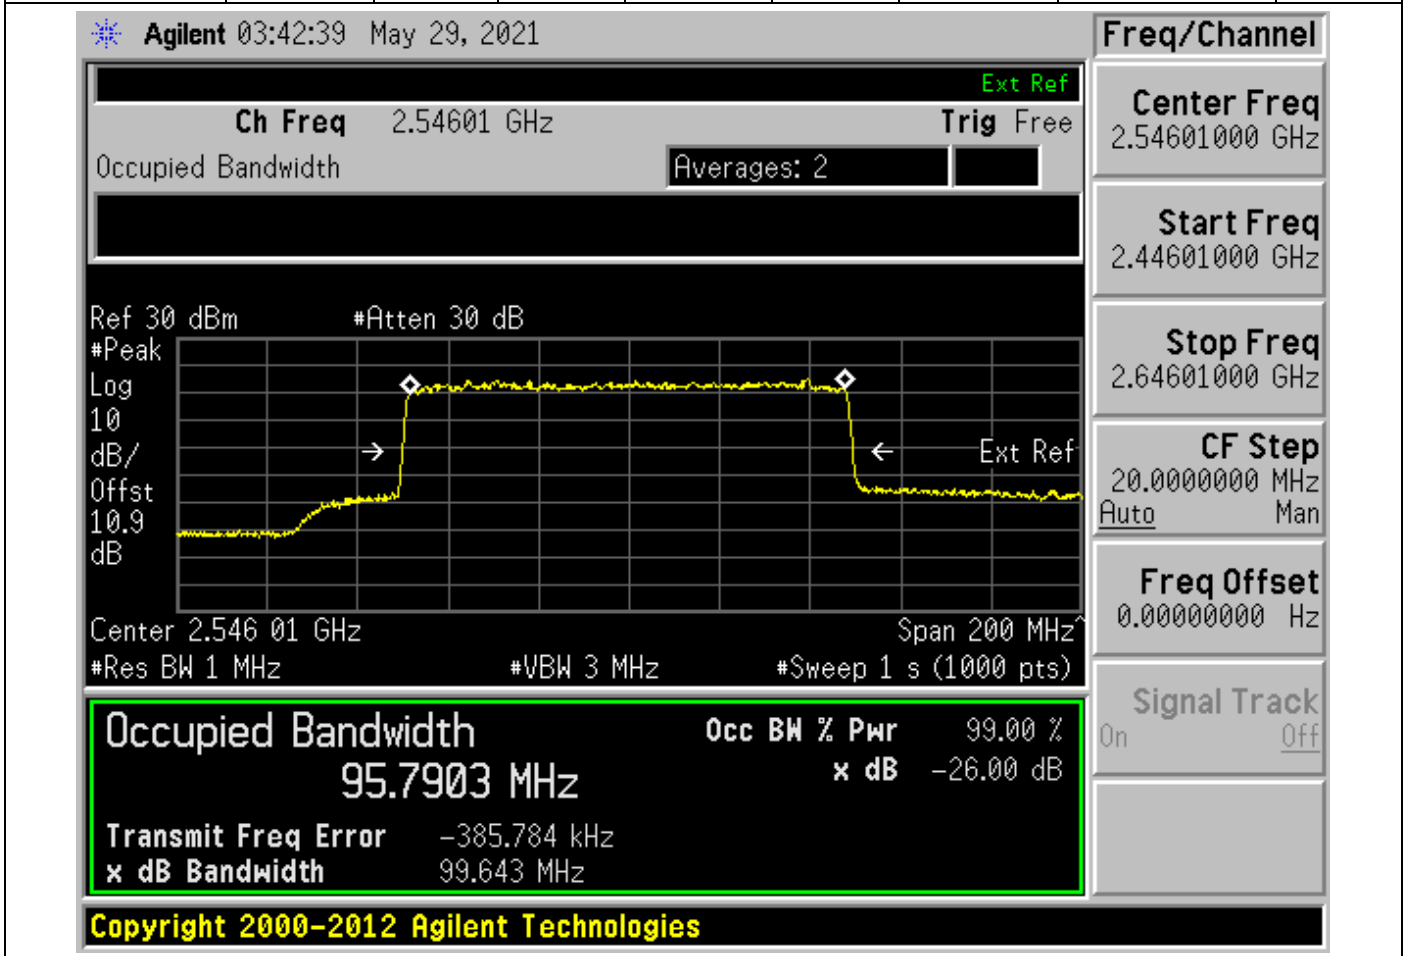 Agilent 03:42:39 May 29, 2021
Freq/Channel
Ext Ref
Ch Freq 2.54601 GHz Trig Free
Occupied Bandwidth Averages: 2
Center Freq
2.54601000 GHz
Start Freq
2.44601000 GHz
Stop Freq
2.64601000 GHz
CF Step
20.0000000 MHz
Auto Man
Freq Offset
0.00000000 Hz
Signal Track
On Off
Ref 30 dBm #Atten 30 dB
#Peak
Log
10
dB/
Offst
10.9
dB
Ext Ref
Center 2.546 01 GHz Span 200 MHz^
#Res BW 1 MHz #VBW 3 MHz #Sweep 1 s (1000 pts)
Occupied Bandwidth
95.7903 MHz
Occ BW % Pwr 99.00 %
x dB -26.00 dB
Transmit Freq Error -385.784 kHz
x dB Bandwidth 99.643 MHz
Copyright 2000-2012 Agilent Technologies